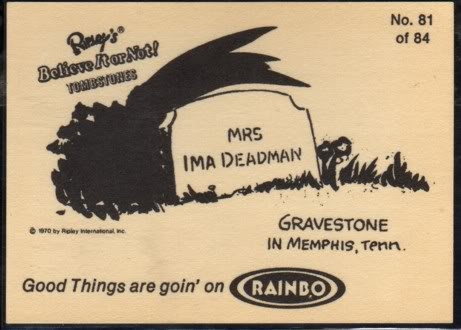 Ripley's®
Believe It or Not!
TOMBSTONES
No. 81
of 84
MRS
IMA DEADMAN
© 1970 by Ripley International, Inc.
GRAVESTONE
IN MEMPHIS, TENN.
Good Things are goin' on RAINBO